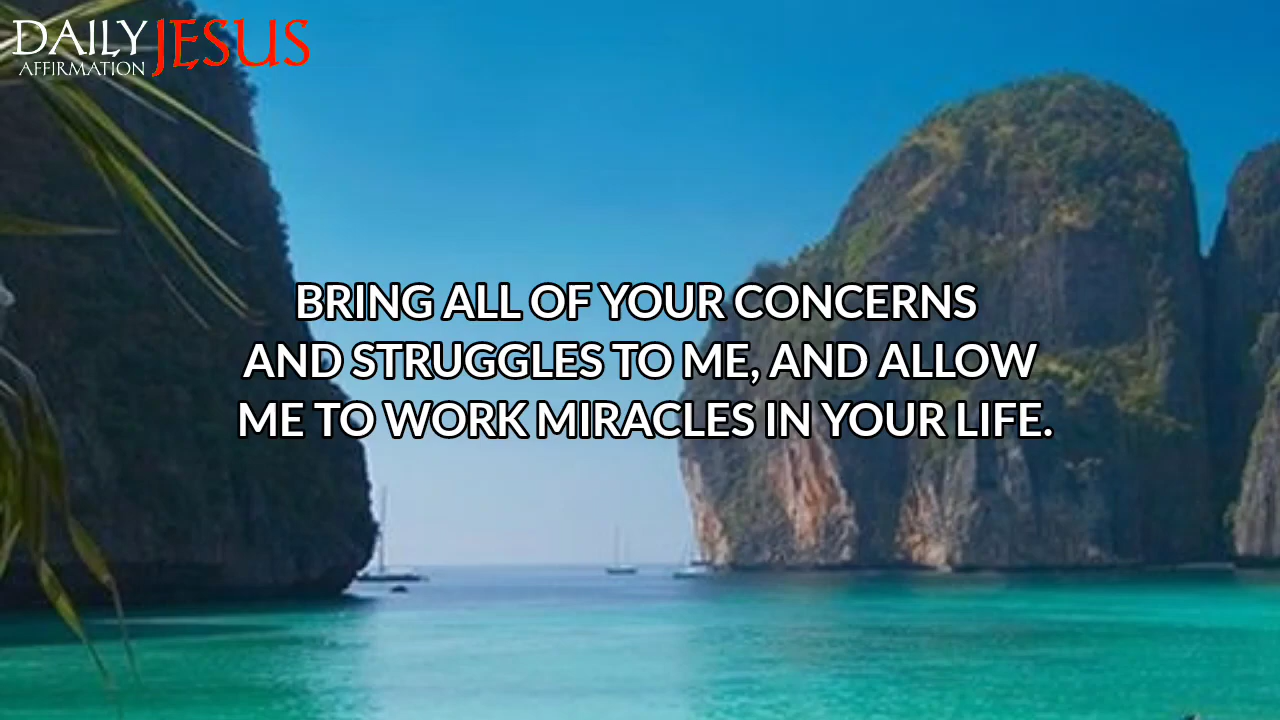 DAILY JESUS
AFFIRMATION
BRING ALL OF YOUR CONCERNS
AND STRUGGLES TO ME, AND ALLOW
ME TO WORK MIRACLES IN YOUR LIFE.